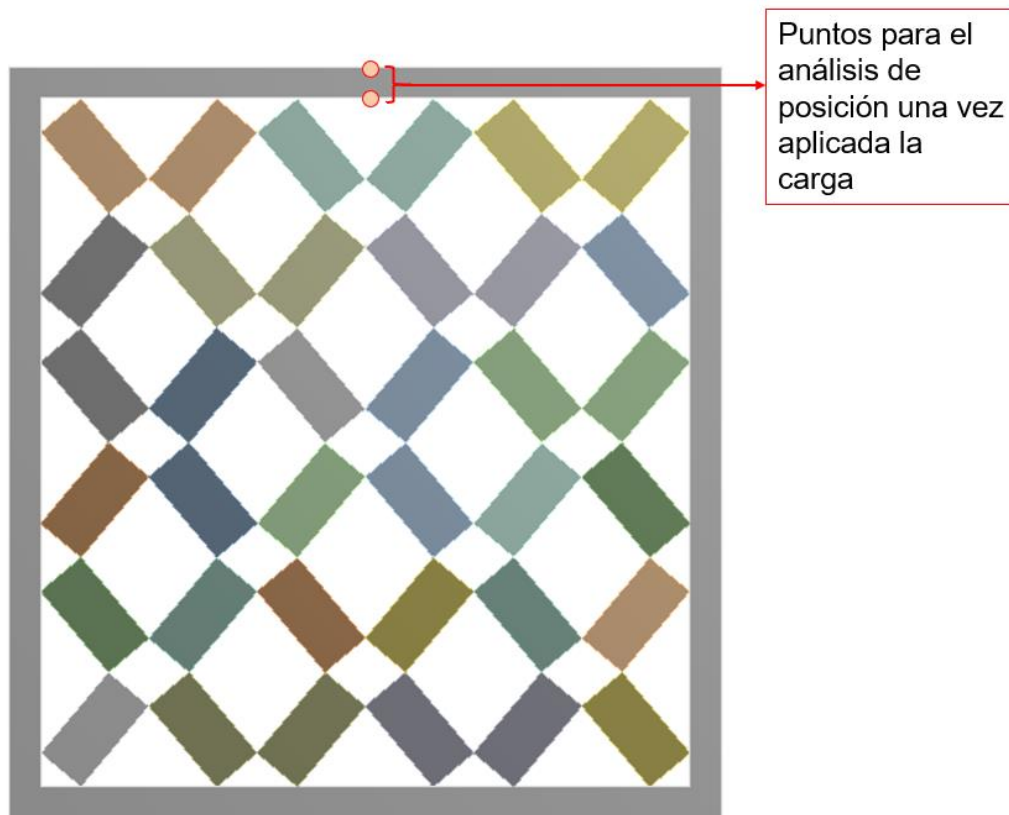 Puntos para el
análisis de
posición una vez
aplicada la
carga